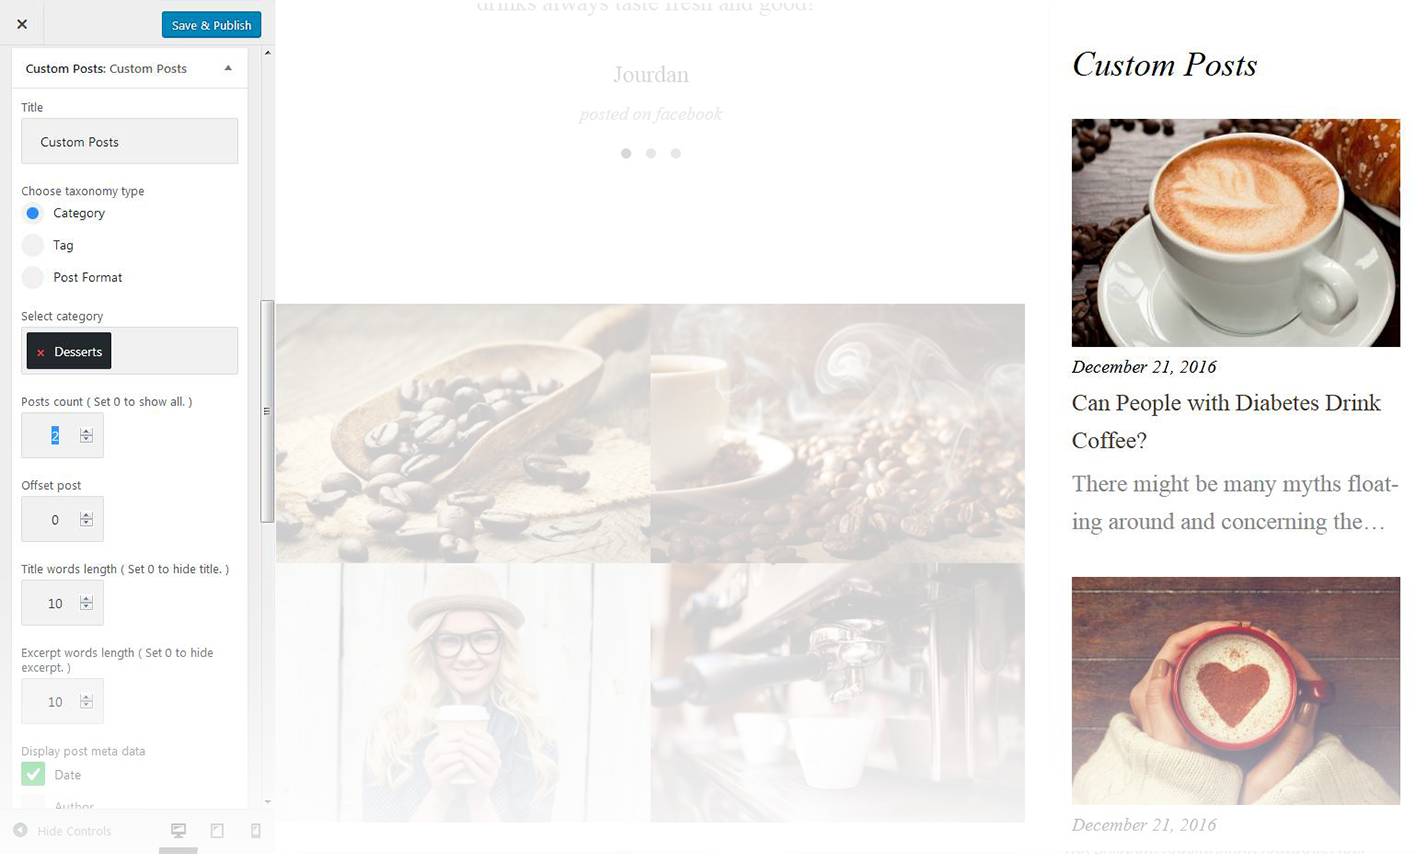 Save & Publish
Custom Posts: Custom Posts
Title
Custom Posts
Choose taxonomy type
Category
Tag
Post Format
Select category
× Desserts
Posts count ( Set 0 to show all. )
2
Offset post
0
Title words length ( Set 0 to hide title. )
10
Excerpt words length ( Set 0 to hide
excerpt. )
10
Display post meta data
Date
Author
Hide Controls
drinks always taste fresh and good!
Jourdan
posted on facebook
Custom Posts
December 21, 2016
Can People with Diabetes Drink
Coffee?
There might be many myths float-
ing around and concerning the…
December 21, 2016